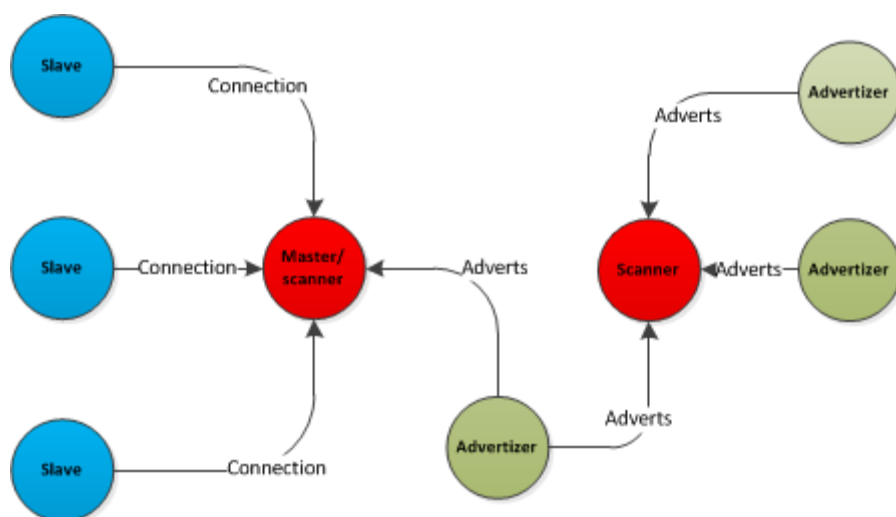 Slave
Connection
Advertizer
Adverts
Slave
Connection
Master/
scanner
Adverts
Scanner
Adverts
Advertizer
Slave
Connection
Advertizer
Adverts